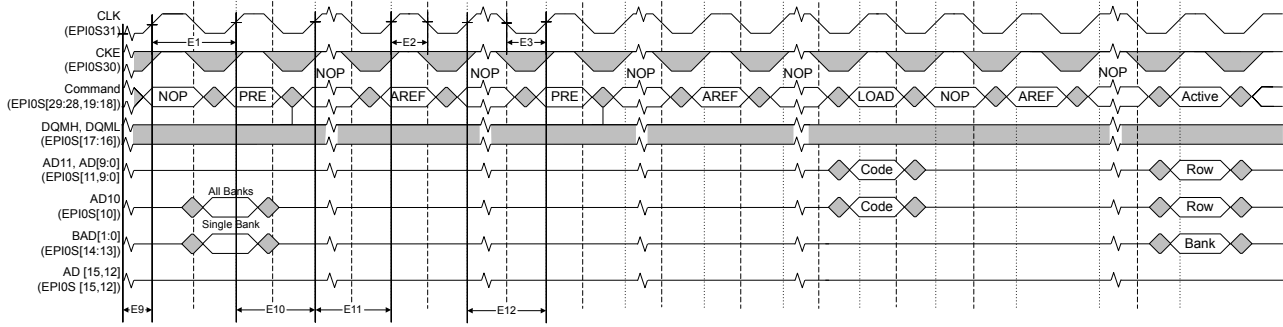 CLK
(EPI0S31)
E1
E2
E3
CKE
(EPI0S30)
NOP
NOP
NOP
NOP
NOP
Command
(EPI0S[29:28,19:18])
NOP
PRE
AREF
PRE
AREF
LOAD
NOP
AREF
Active
DQMH, DQML
(EPI0S[17:16])
AD11, AD[9:0]
(EPI0S[11,9:0]
Code
Row
All Banks
AD10
(EPI0S[10])
Code
Row
Single Bank
BAD[1:0]
(EPI0S[14:13])
Bank
AD [15,12]
(EPI0S [15,12])
E9
E10
E11
E12